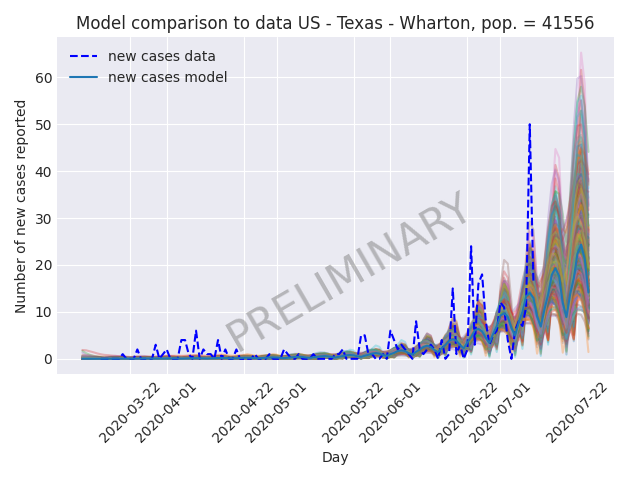 Model comparison to data US - Texas - Wharton, pop. = 41556
new cases data
new cases model
Number of new cases reported
60
50
40
30
20
10
0
PRELIMINARY
2020-03-22
2020-04-01
2020-04-22
2020-05-01
2020-05-22
2020-06-01
2020-06-22
2020-07-01
2020-07-22
Day